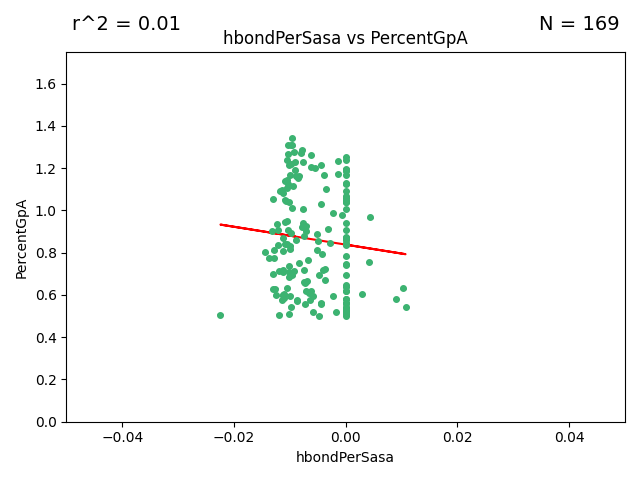 r^2 = 0.01
N = 169
hbondPerSasa vs PercentGpA
1.6
1.4
1.2
1.0
0.8
0.6
0.4
0.2
0.0
PercentGpA
−0.04 −0.02 0.00 0.02 0.04
hbondPerSasa